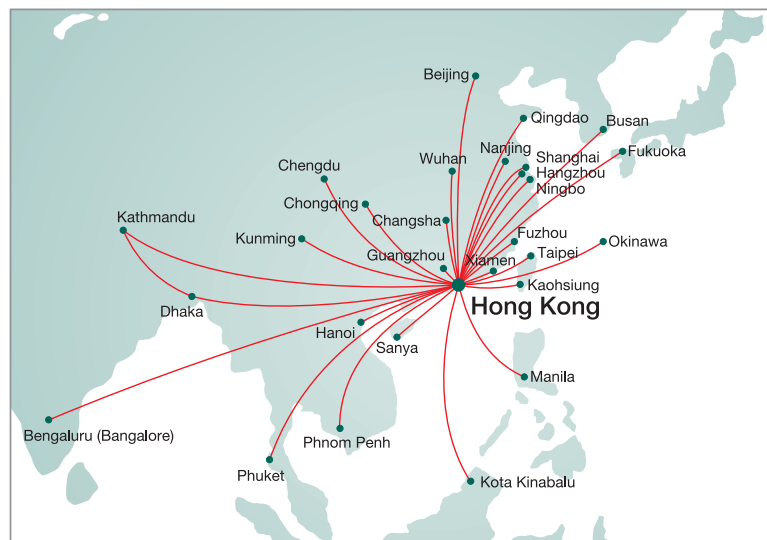 Beijing
Qingdao
Busan
Nanjing
Shanghai
Fukuoka
Wuhan
Hangzhou
Chengdu
Ningbo
Chongqing
Kathmandu
Changsha
Kunming
Fuzhou
Okinawa
Guangzhou
Xiamen
Taipei
Kaohsiung
Dhaka
Hong Kong
Hanoi
Sanya
Manila
Bengaluru (Bangalore)
Phnom Penh
Phuket
Kota Kinabalu